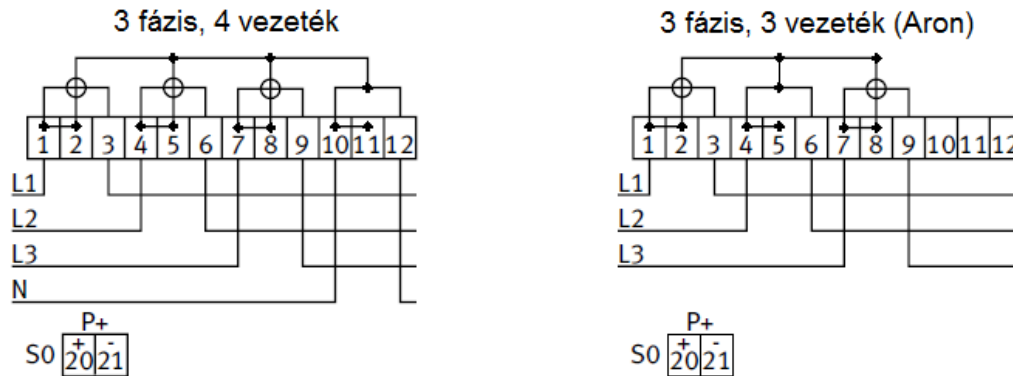 3 fázis, 4 vezeték
1 2 3 4 5 6 7 8 9 10 11 12
L1
L2
L3
N
P+
S0 + -
20 21
3 fázis, 3 vezeték (Aron)
1 2 3 4 5 6 7 8 9 10 11 12
L1
L2
L3
P+
S0 + -
20 21